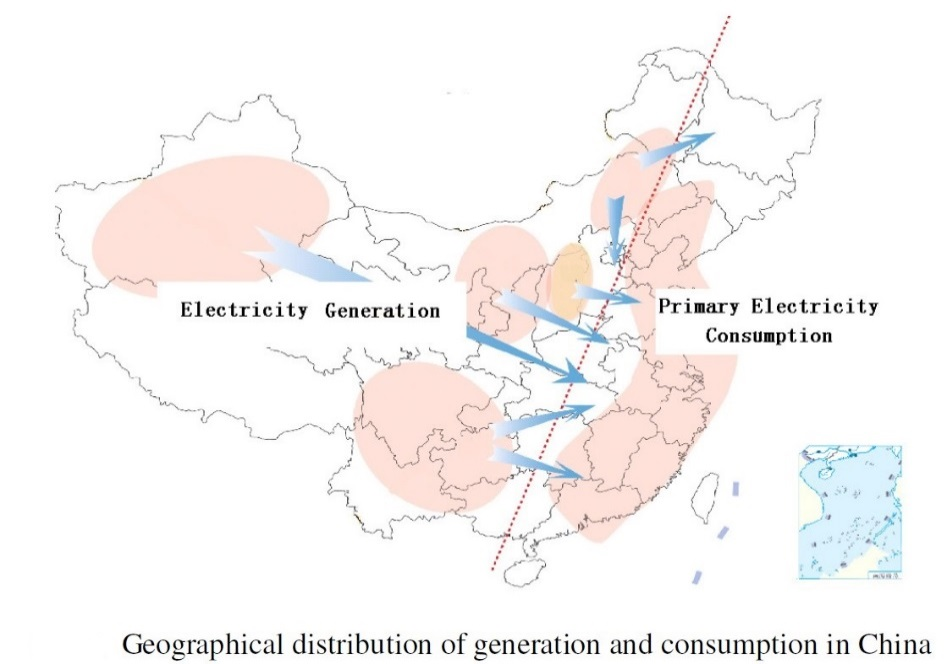 Electricity Generation
Primary Electricity
Consumption
Geographical distribution of generation and consumption in China